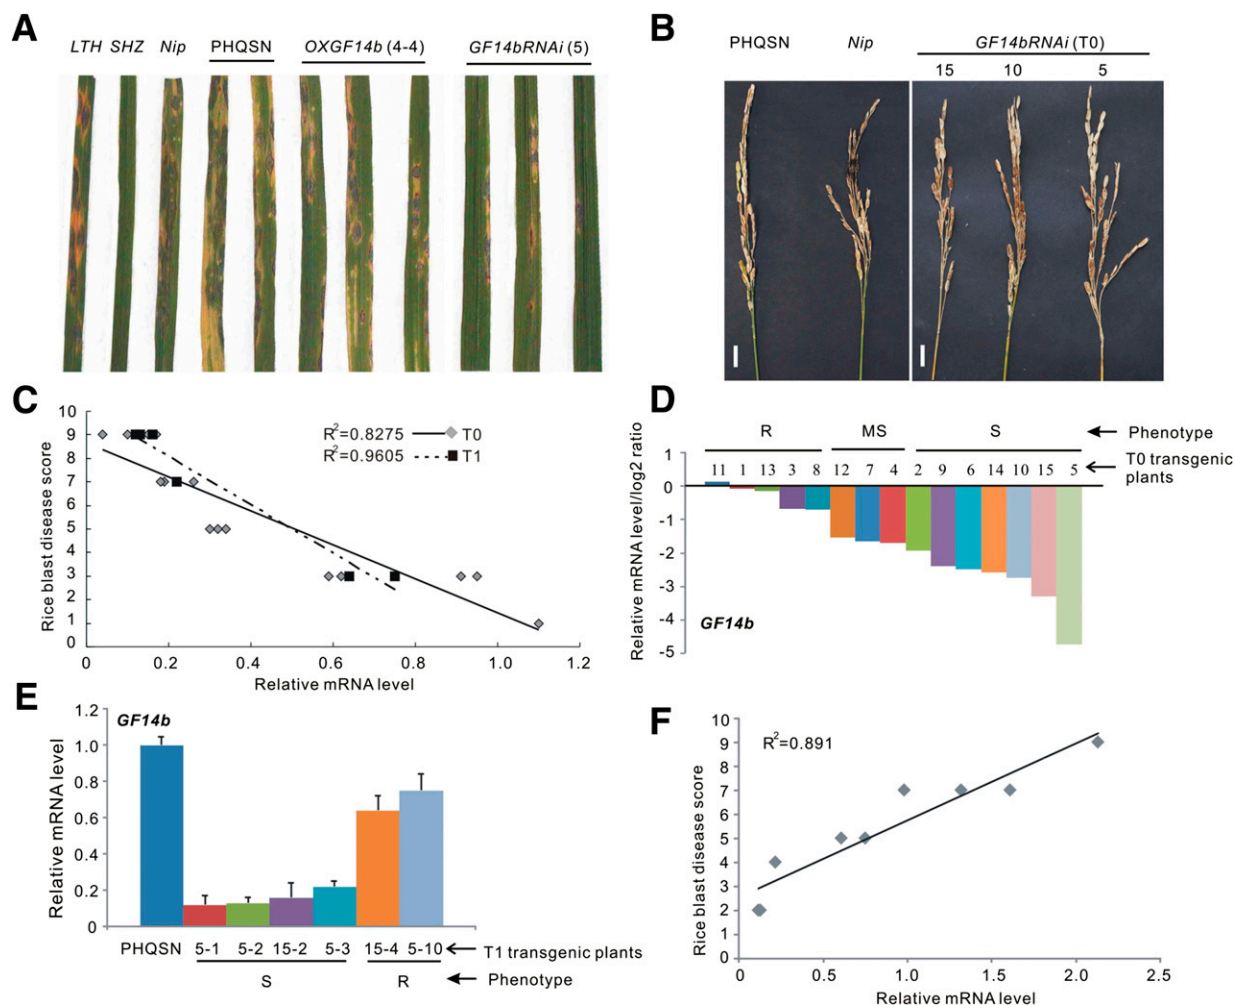 A
LTH SHZ Nip PHQSN OXGF14b (4-4) GF14bRNAi (5)
B
PHQSN Nip GF14bRNAi (T0)
15 10 5
C
Rice blast disease score
10
9
8
7
6
5
4
3
2
1
0
R²=0.8275 T0
R²=0.9605 T1
0 0.2 0.4 0.6 0.8 1.0 1.2
Relative mRNA level
D
R MS S Phenotype
11 1 13 3 8 12 7 4 2 9 6 14 10 15 5 T0 transgenic
plants
Relative mRNA level/log2 ratio
1
0
-1
-2
-3
-4
-5
GF14b
E
GF14b
Relative mRNA level
1.2
1.0
0.8
0.6
0.4
0.2
0
PHQSN 5-1 5-2 15-2 5-3 15-4 5-10 T1 transgenic plants
S R Phenotype
F
Rice blast disease score
10
9
8
7
6
5
4
3
2
1
0
R²=0.891
0 0.5 1.0 1.5 2.0 2.5
Relative mRNA level